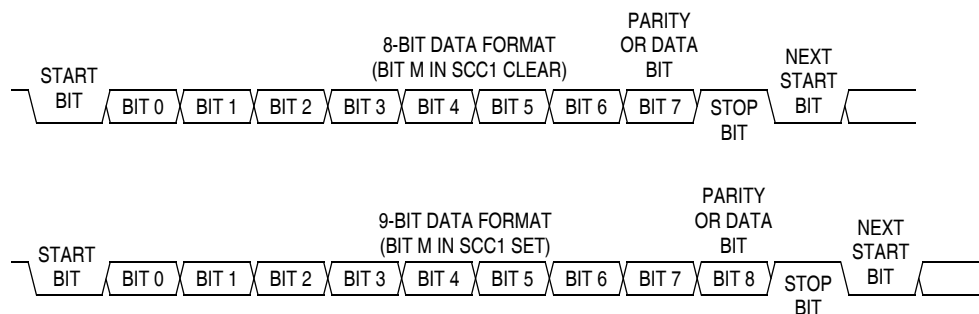 8-BIT DATA FORMAT
(BIT M IN SCC1 CLEAR)
PARITY
OR DATA
BIT
START
BIT
BIT 0
BIT 1
BIT 2
BIT 3
BIT 4
BIT 5
BIT 6
BIT 7
STOP
BIT
NEXT
START
BIT
9-BIT DATA FORMAT
(BIT M IN SCC1 SET)
PARITY
OR DATA
BIT
START
BIT
BIT 0
BIT 1
BIT 2
BIT 3
BIT 4
BIT 5
BIT 6
BIT 7
BIT 8
STOP
BIT
NEXT
START
BIT